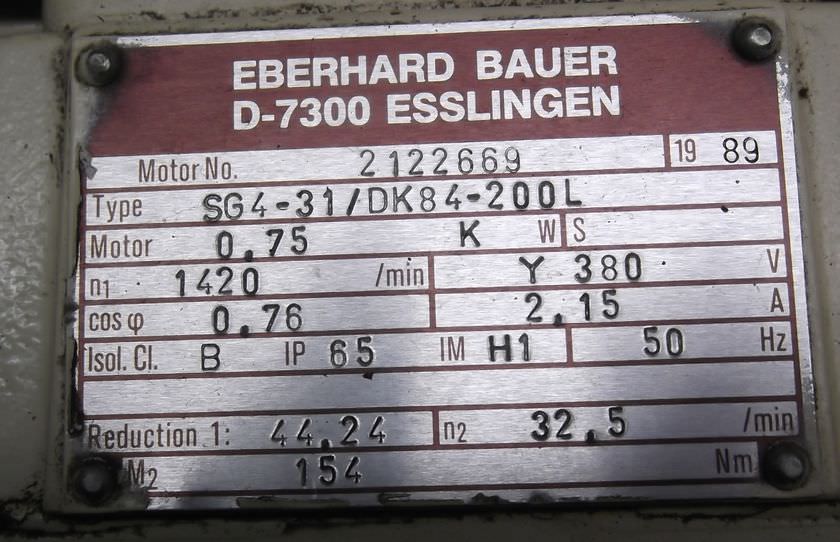 EBERHARD BAUER
D-7300 ESSLINGEN
Motor No. 2122669 19 89
Type SG4-31/DK84-200L
Motor 0.75 K W S
n1 1420 /min Y 380 V
cos φ 0.76 2.15 A
Isol. Cl. B IP 65 IM H1 50 Hz
Reduction 1: 44.24 n2 32.5 /min
M2 154 Nm